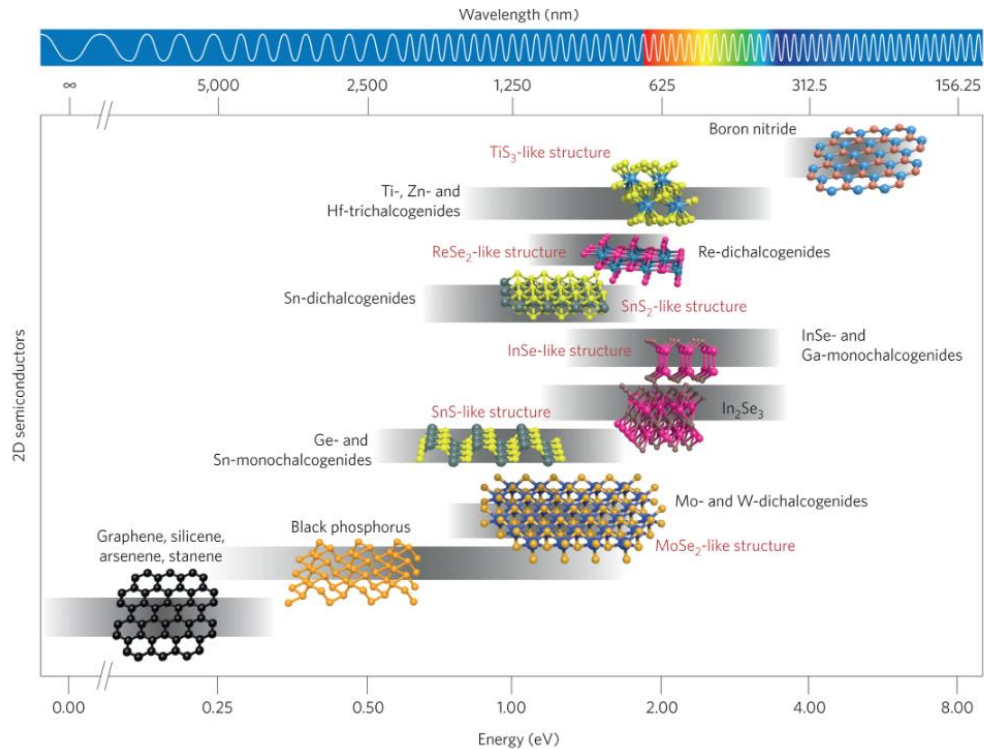 Wavelength (nm)
∞ 5,000 2,500 1,250 625 312.5 156.25
Boron nitride
TiS₃-like structure
Ti-, Zn- and
Hf-trichalcogenides
ReSe₂-like structure
Re-dichalcogenides
Sn-dichalcogenides
SnS₂-like structure
InSe-like structure
InSe- and
Ga-monochalcogenides
In₂Se₃
SnS-like structure
Ge- and
Sn-monochalcogenides
Mo- and W-dichalcogenides
MoSe₂-like structure
Black phosphorus
Graphene, silicene,
arsenene, stanene
2D semiconductors
0.00 0.25 0.50 1.00 2.00 4.00 8.00
Energy (eV)